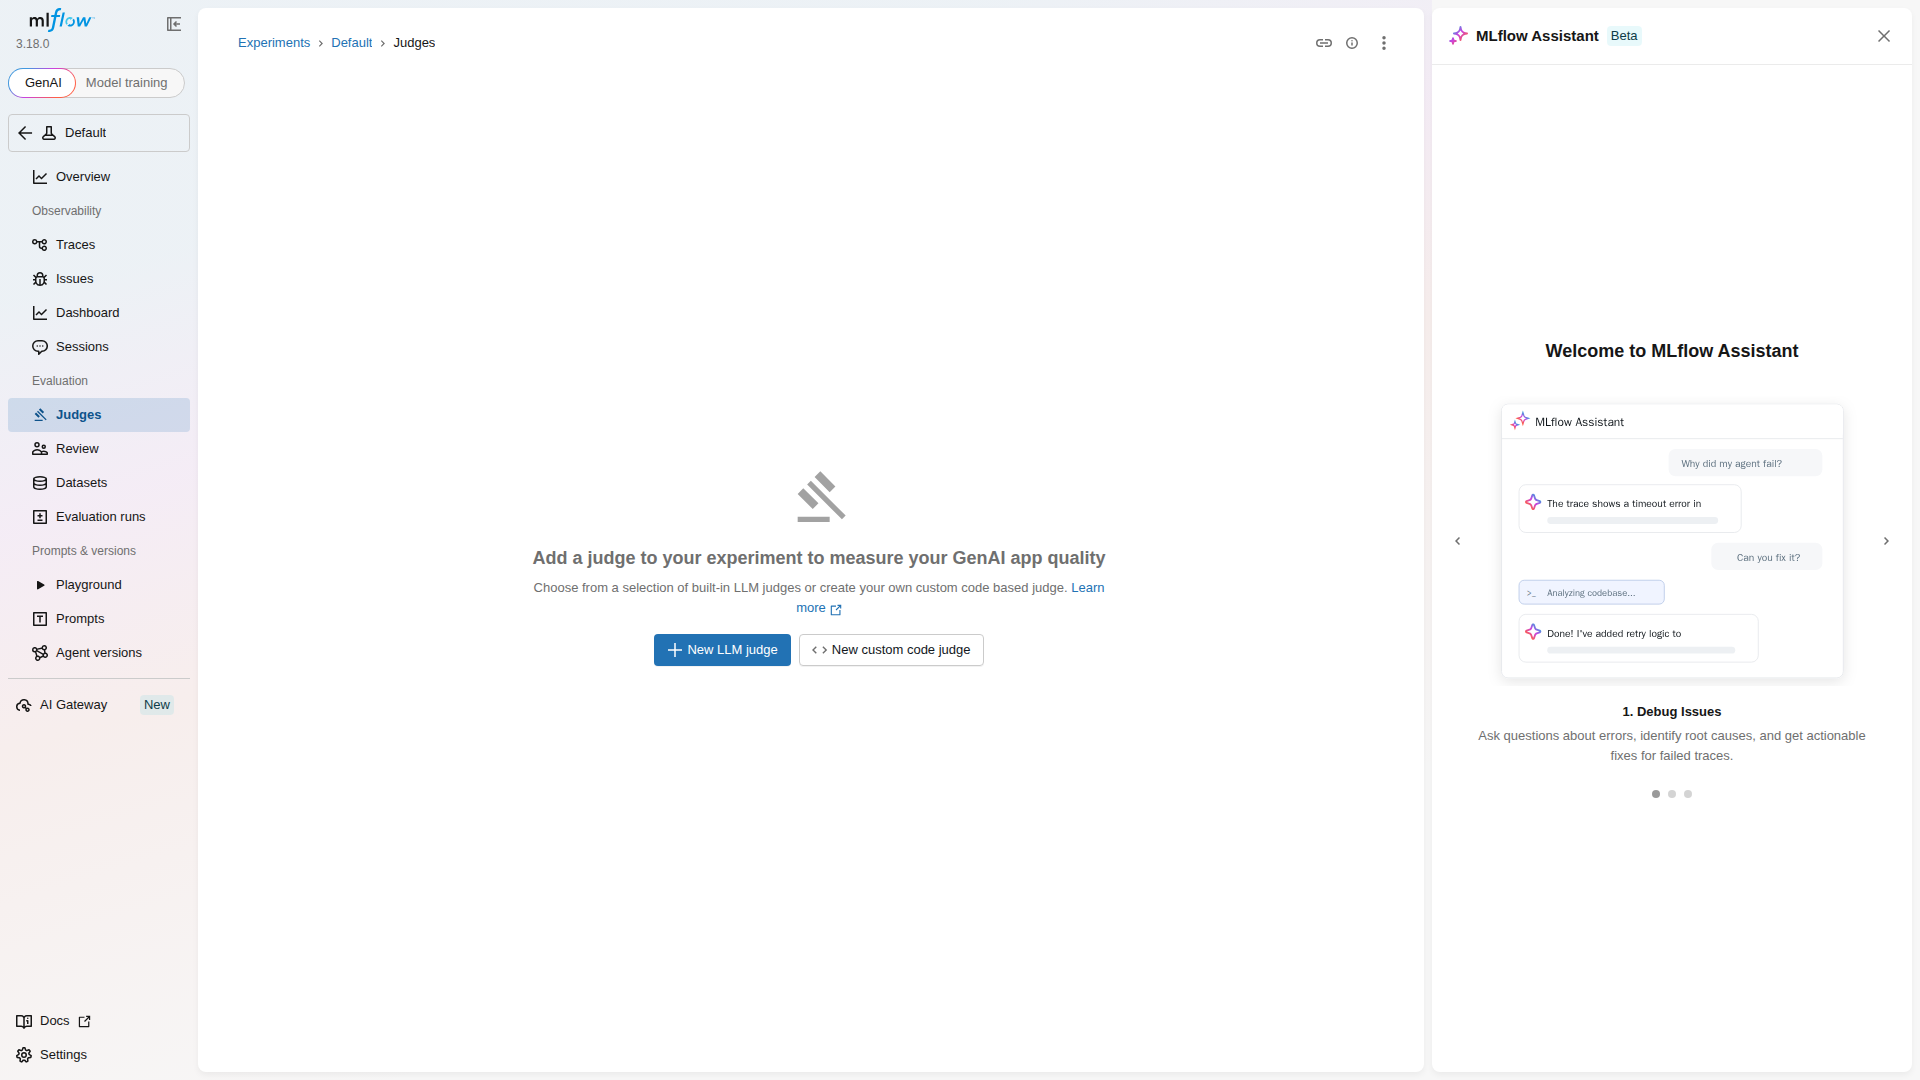 mlflow
3.18.0
GenAI
Model training
Default
Overview
Observability
Traces
Issues
Dashboard
Sessions
Evaluation
Judges
Review
Datasets
Evaluation runs
Prompts & versions
Playground
Prompts
Agent versions
AI Gateway
New
Docs
Settings
Experiments › Default › Judges
Add a judge to your experiment to measure your GenAI app quality
Choose from a selection of built-in LLM judges or create your own custom code based judge. Learn
more
New LLM judge
New custom code judge
MLflow Assistant
Beta
Welcome to MLflow Assistant
MLflow Assistant
Why did my agent fail?
The trace shows a timeout error in
Can you fix it?
>_ Analyzing codebase...
Done! I've added retry logic to
1. Debug Issues
Ask questions about errors, identify root causes, and get actionable
fixes for failed traces.